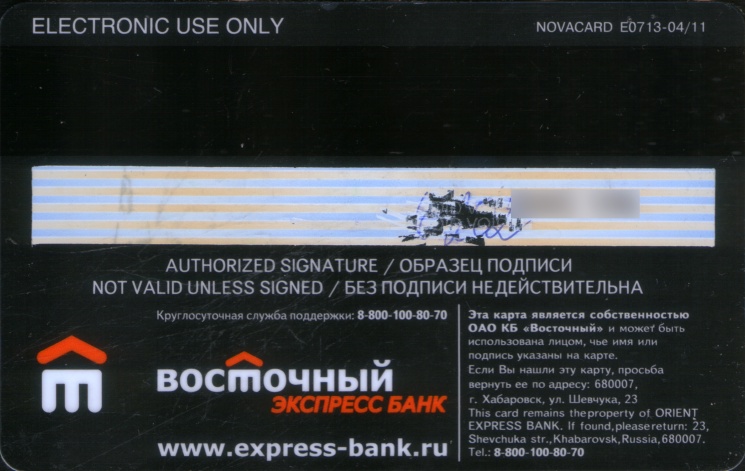 ELECTRONIC USE ONLY
NOVACARD E0713-04/11
AUTHORIZED SIGNATURE / ОБРАЗЕЦ ПОДПИСИ
NOT VALID UNLESS SIGNED / БЕЗ ПОДПИСИ НЕДЕЙСТВИТЕЛЬНА
Круглосуточная служба поддержки: 8-800-100-80-70
ВОСТОЧНЫЙ
ЭКСПРЕСС БАНК
www.express-bank.ru
Эта карта является собственностью
ОАО КБ «Восточный» и может быть
использована лицом, чье имя или
подпись указаны на карте.
Если Вы нашли эту карту, просьба
вернуть ее по адресу: 680007,
г. Хабаровск, ул. Шевчука, 23
This card remains the property of ORIENT
EXPRESS BANK. If found, please return: 23,
Shevchuka str., Khabarovsk, Russia, 680007.
Tel.: 8-800-100-80-70